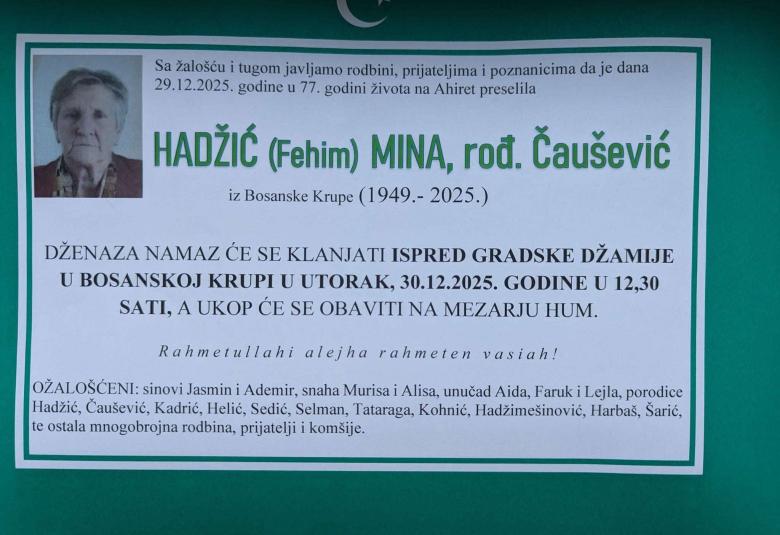 Sa žalošću i tugom javljamo rodbini, prijateljima i poznanicima da je dana
29.12.2025. godine u 77. godini života na Ahiret preselila
HADŽIĆ (Fehim) MINA, rođ. Čaušević
iz Bosanske Krupe (1949.- 2025.)
DŽENAZA NAMAZ ĆE SE KLANJATI ISPRED GRADSKE DŽAMIJE
U BOSANSKOJ KRUPI U UTORAK, 30.12.2025. GODINE U 12,30
SATI, A UKOP ĆE SE OBAVITI NA MEZARJU HUM.
Rahmetullahi alejha rahmeten vasiah!
OŽALOŠĆENI: sinovi Jasmin i Ademir, snaha Murisa i Alisa, unučad Aida, Faruk i Lejla, porodice
Hadžić, Čaušević, Kadrić, Helić, Sedić, Selman, Tataraga, Kohnić, Hadžimešinović, Harbaš, Šarić,
te ostala mnogobrojna rodbina, prijatelji i komšije.